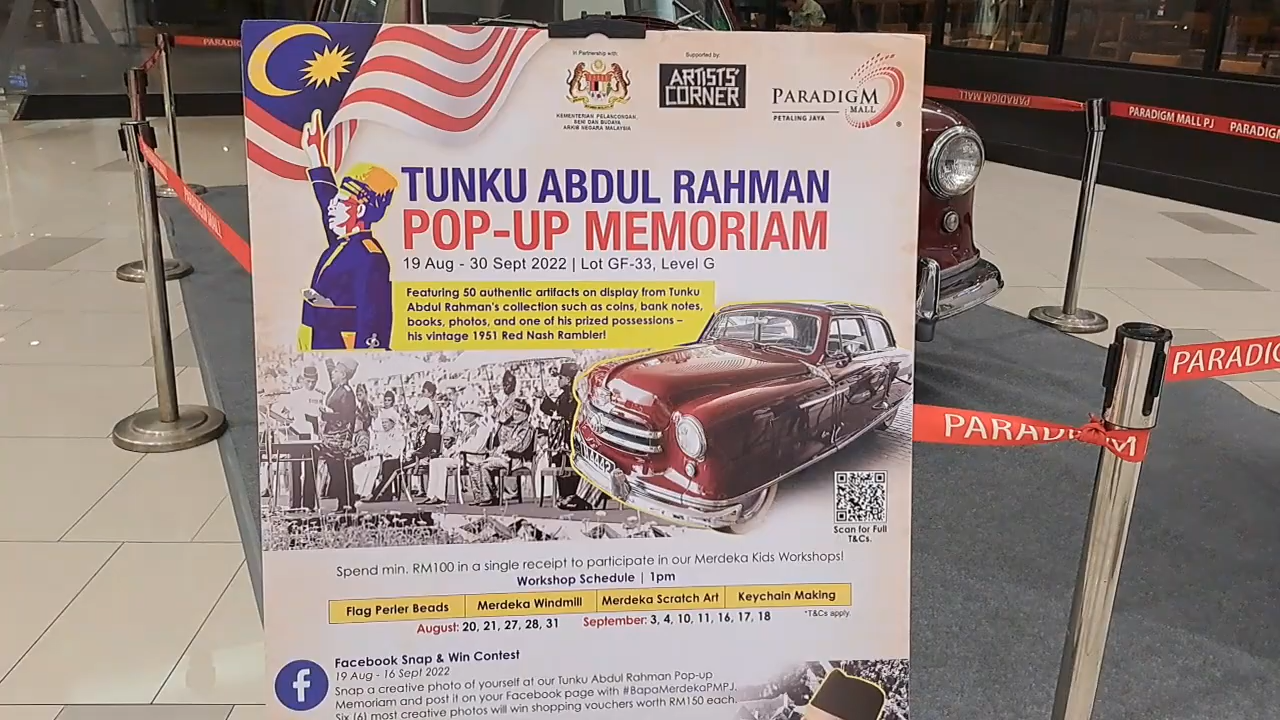 In Partnership with:
KEMENTERIAN PELANCONGAN,
SENI DAN BUDAYA
ARKIB NEGARA MALAYSIA
Supported by:
ARTISTS'
CORNER
PARADIGM
MALL
PETALING JAYA
TUNKU ABDUL RAHMAN
POP-UP MEMORIAM
19 Aug - 30 Sept 2022 | Lot GF-33, Level G
Featuring 50 authentic artifacts on display from Tunku
Abdul Rahman's collection such as coins, bank notes,
books, photos, and one of his prized possessions –
his vintage 1951 Red Nash Rambler!
Scan for Full
T&Cs.
Spend min. RM100 in a single receipt to participate in our Merdeka Kids Workshops!
Workshop Schedule | 1pm
Flag Perler Beads Merdeka Windmill Merdeka Scratch Art Keychain Making
*T&Cs apply.
August: 20, 21, 27, 28, 31 September: 3, 4, 10, 11, 16, 17, 18
f
Facebook Snap & Win Contest
19 Aug - 16 Sept 2022
Snap a creative photo of yourself at our Tunku Abdul Rahman Pop-up
Memoriam and post it on your Facebook page with #BapaMerdekaPMPJ.
Six (6) most creative photos will win shopping vouchers worth RM150 each.
PARADIGM MALL
PARADIGM MALL PJ